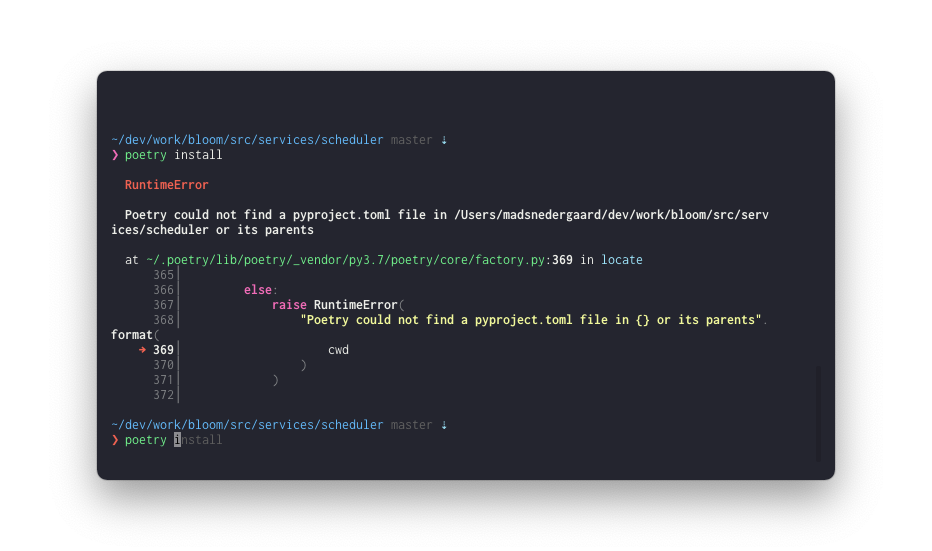 ~/dev/work/bloom/src/services/scheduler master ↓
❯ poetry install
RuntimeError
Poetry could not find a pyproject.toml file in /Users/madsnedergaard/dev/work/bloom/src/serv
ices/scheduler or its parents
at ~/.poetry/lib/poetry/_vendor/py3.7/poetry/core/factory.py:369 in locate
365│
366│ else:
367│ raise RuntimeError(
368│ "Poetry could not find a pyproject.toml file in {} or its parents".
format(
→ 369│ cwd
370│ )
371│ )
372│
~/dev/work/bloom/src/services/scheduler master ↓
❯ poetry install